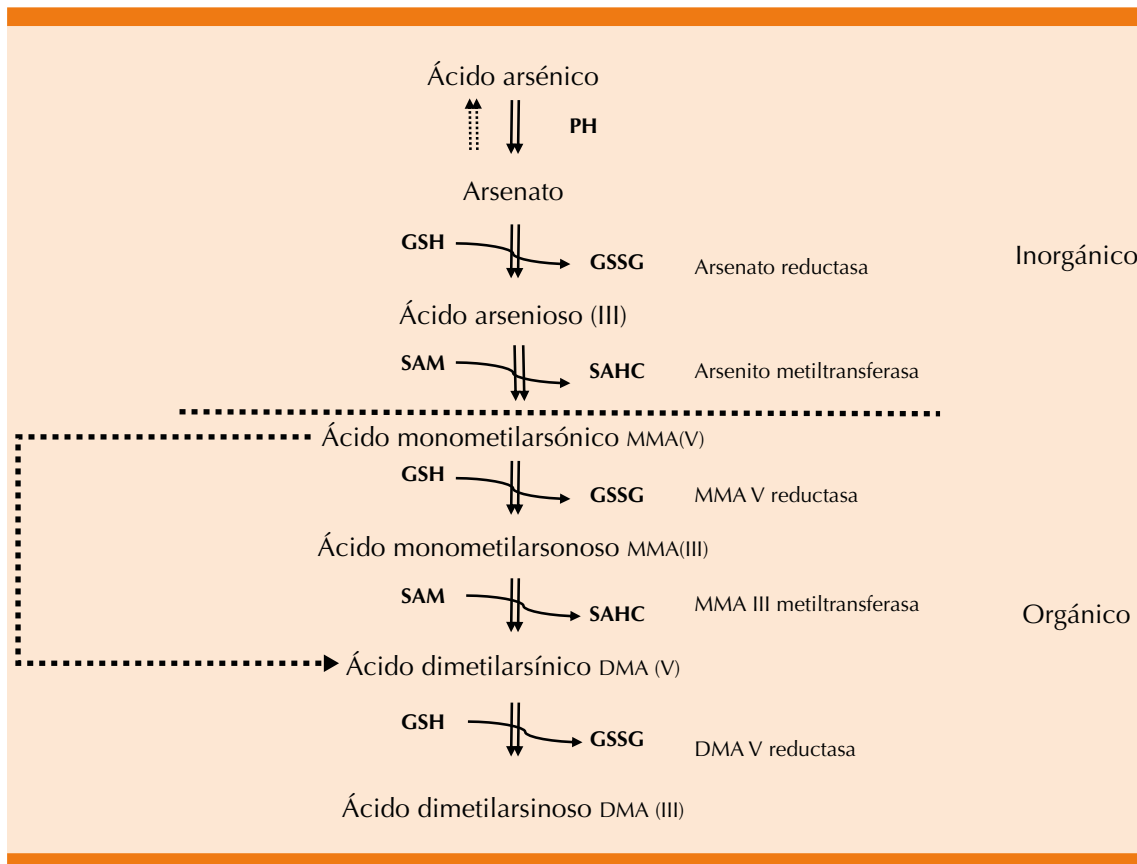 Ácido arsénico
PH
Arsenato
GSH
GSSG
Arsenato reductasa
Inorgánico
Ácido arsenioso (III)
SAM
SAHC
Arsenito metiltransferasa
Ácido monometilarsónico MMA(V)
GSH
GSSG
MMA V reductasa
Ácido monometilarsonoso MMA(III)
SAM
SAHC
MMA III metiltransferasa
Orgánico
Ácido dimetilarsínico DMA (V)
GSH
GSSG
DMA V reductasa
Ácido dimetilarsinoso DMA (III)